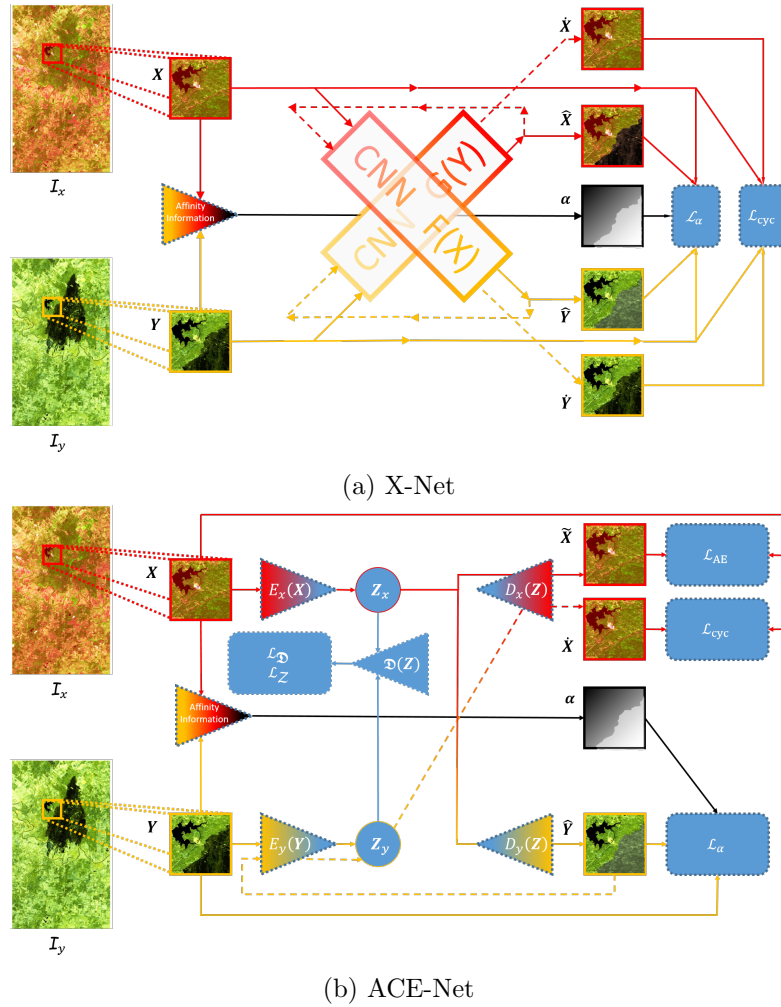 Ẋ
X
X̂
CNN G(Y)
CNN F(X)
I_x
Affinity
Information
α
ℒ_α
ℒ_cyc
Y
Ŷ
Ẏ
I_y
(a) X-Net
X̃
X
E_x(X)
Z_x
D_x(Z)
ℒ_AE
ℒ_cyc
Ẋ
ℒ_𝔇
ℒ_Z
𝔇(Z)
I_x
Affinity
Information
α
Y
E_y(Y)
Z_y
D_y(Z)
Ŷ
ℒ_α
I_y
(b) ACE-Net